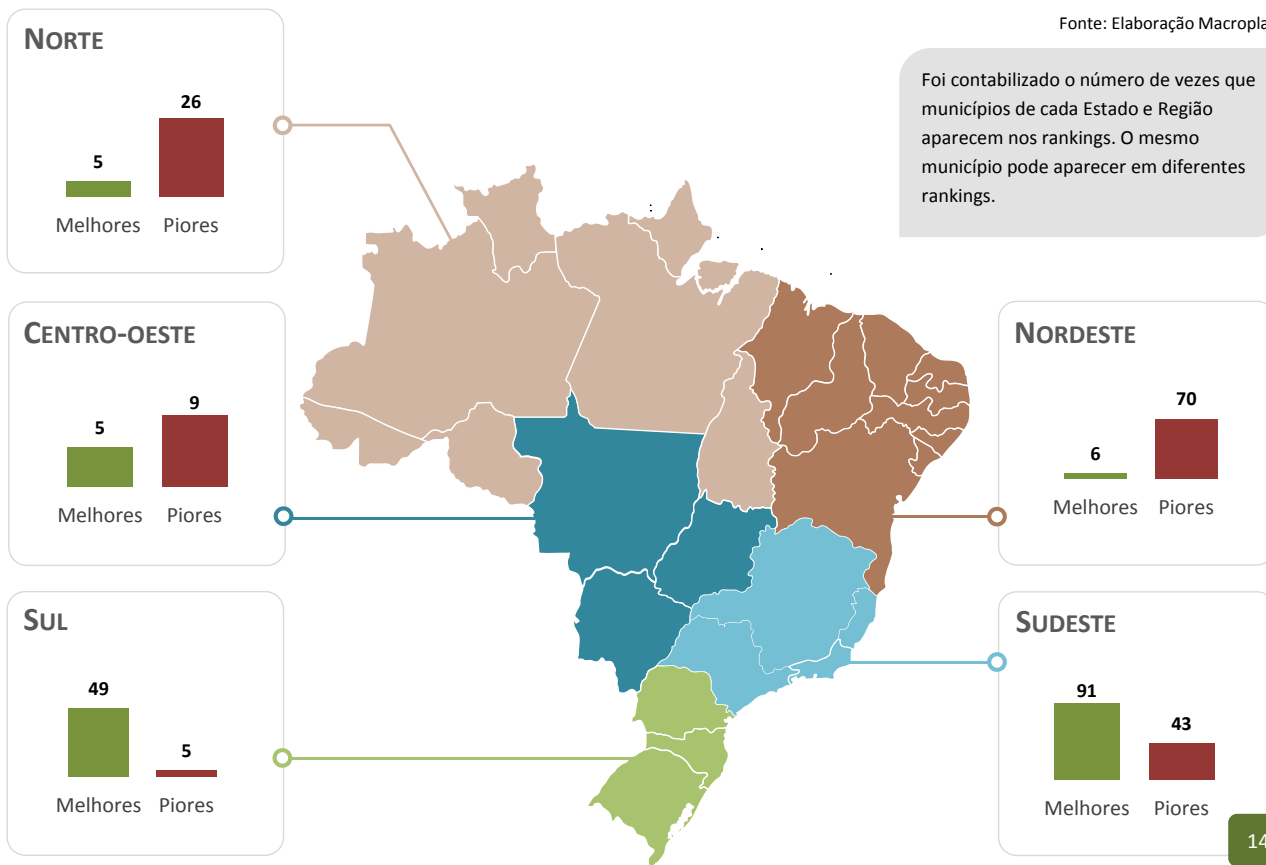 Fonte: Elaboração Macropla
NORTE
5
26
Melhores Piores
Foi contabilizado o número de vezes que
municípios de cada Estado e Região
aparecem nos rankings. O mesmo
município pode aparecer em diferentes
rankings.
CENTRO-OESTE
5
9
Melhores Piores
NORDESTE
6
70
Melhores Piores
SUL
49
5
Melhores Piores
SUDESTE
91
43
Melhores Piores
14